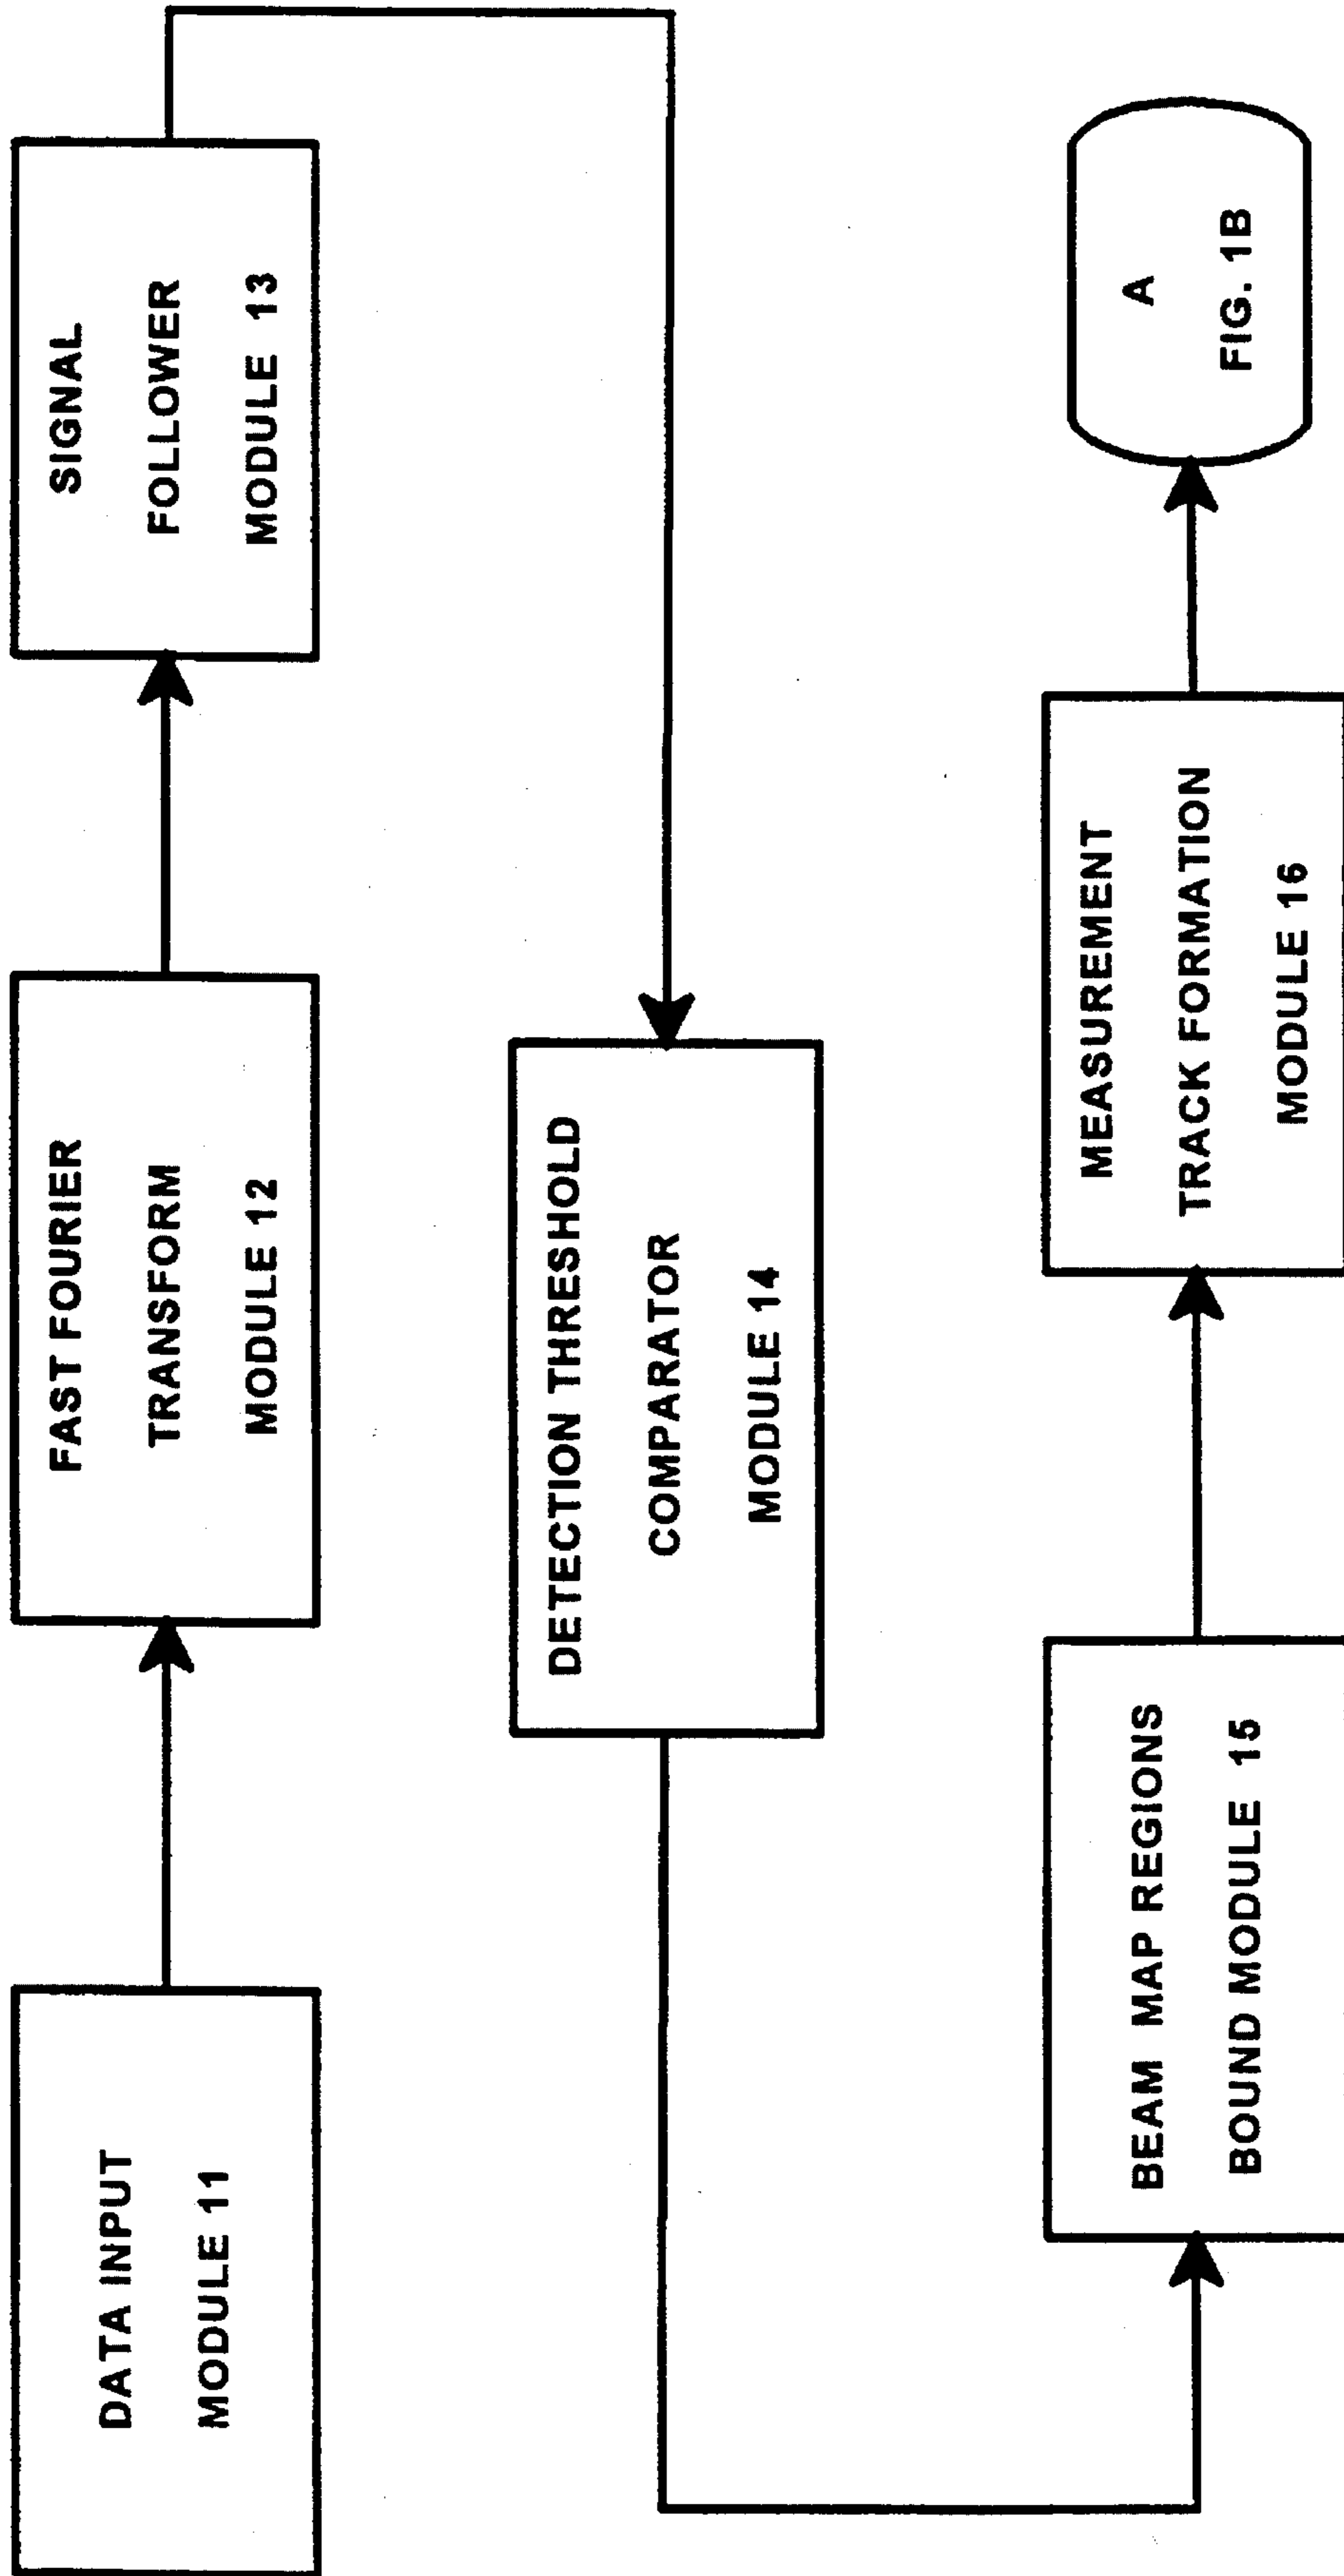 DATA INPUT
MODULE 11
FAST FOURIER
TRANSFORM
MODULE 12
SIGNAL
FOLLOWER
MODULE 13
DETECTION THRESHOLD
COMPARATOR
MODULE 14
BEAM MAP REGIONS
BOUND MODULE 15
MEASUREMENT
TRACK FORMATION
MODULE 16
A
FIG. 1B